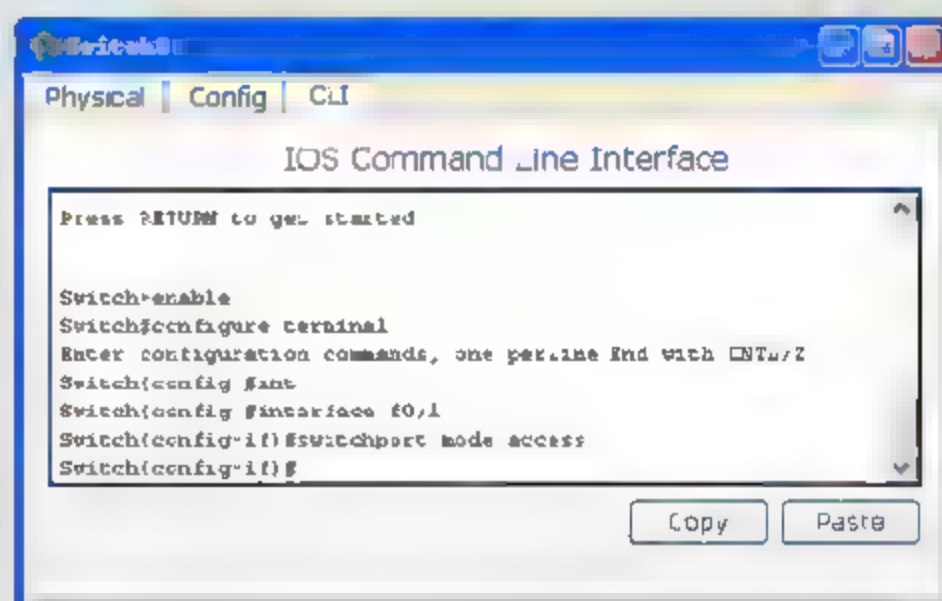 Physical Config CLI
IOS Command Line Interface
Press RETURN to get started
Switch>enable
Switch#configure terminal
Enter configuration commands, one per line End with CNTL/Z
Switch(config)#int
Switch(config)#interface f0/1
Switch(config-if)#switchport mode access
Switch(config-if)#
Copy Paste